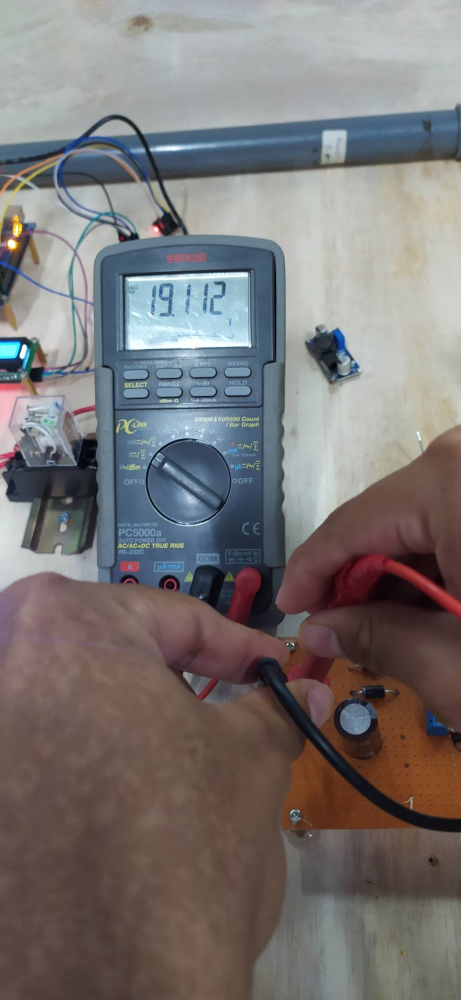 sanwa
19.112
V
MAX/MIN
RECORD CAPTURE Δ REL 500000
SELECT RANGE ~Hz HOLD
dBm-Ω %4-20mA
PC-LINK
50000 & 500000 Count
/ Bar Graph
V~/dBm
OFF OFF
DIGITAL MULTIMETER
PC5000a
AUTO POWER OFF
AC/AC+DC TRUE RMS
RS-232C
CE
A μA·mA COM V dBm·mV Hz
1